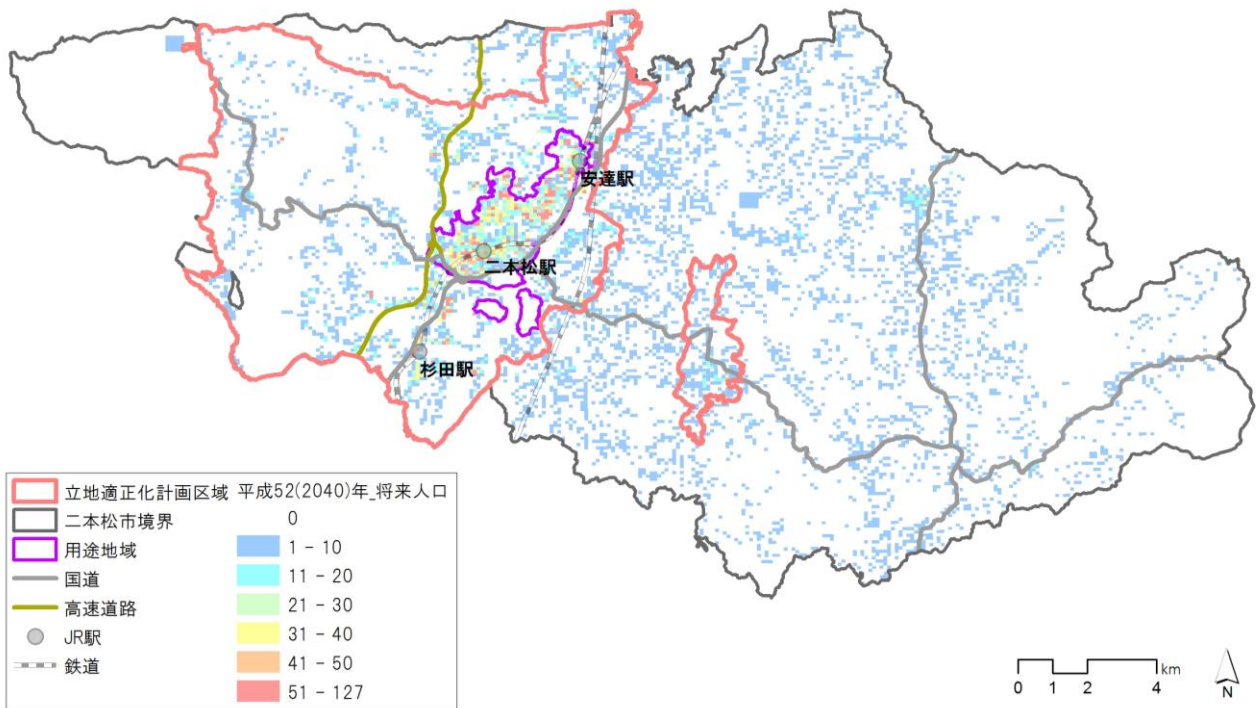 安達駅
二本松駅
杉田駅
立地適正化計画区域 平成52(2040)年_将来人口
二本松市境界 0
用途地域 1 - 10
国道 11 - 20
高速道路 21 - 30
JR駅 31 - 40
鉄道 41 - 50
51 - 127
km
0 1 2 4
N